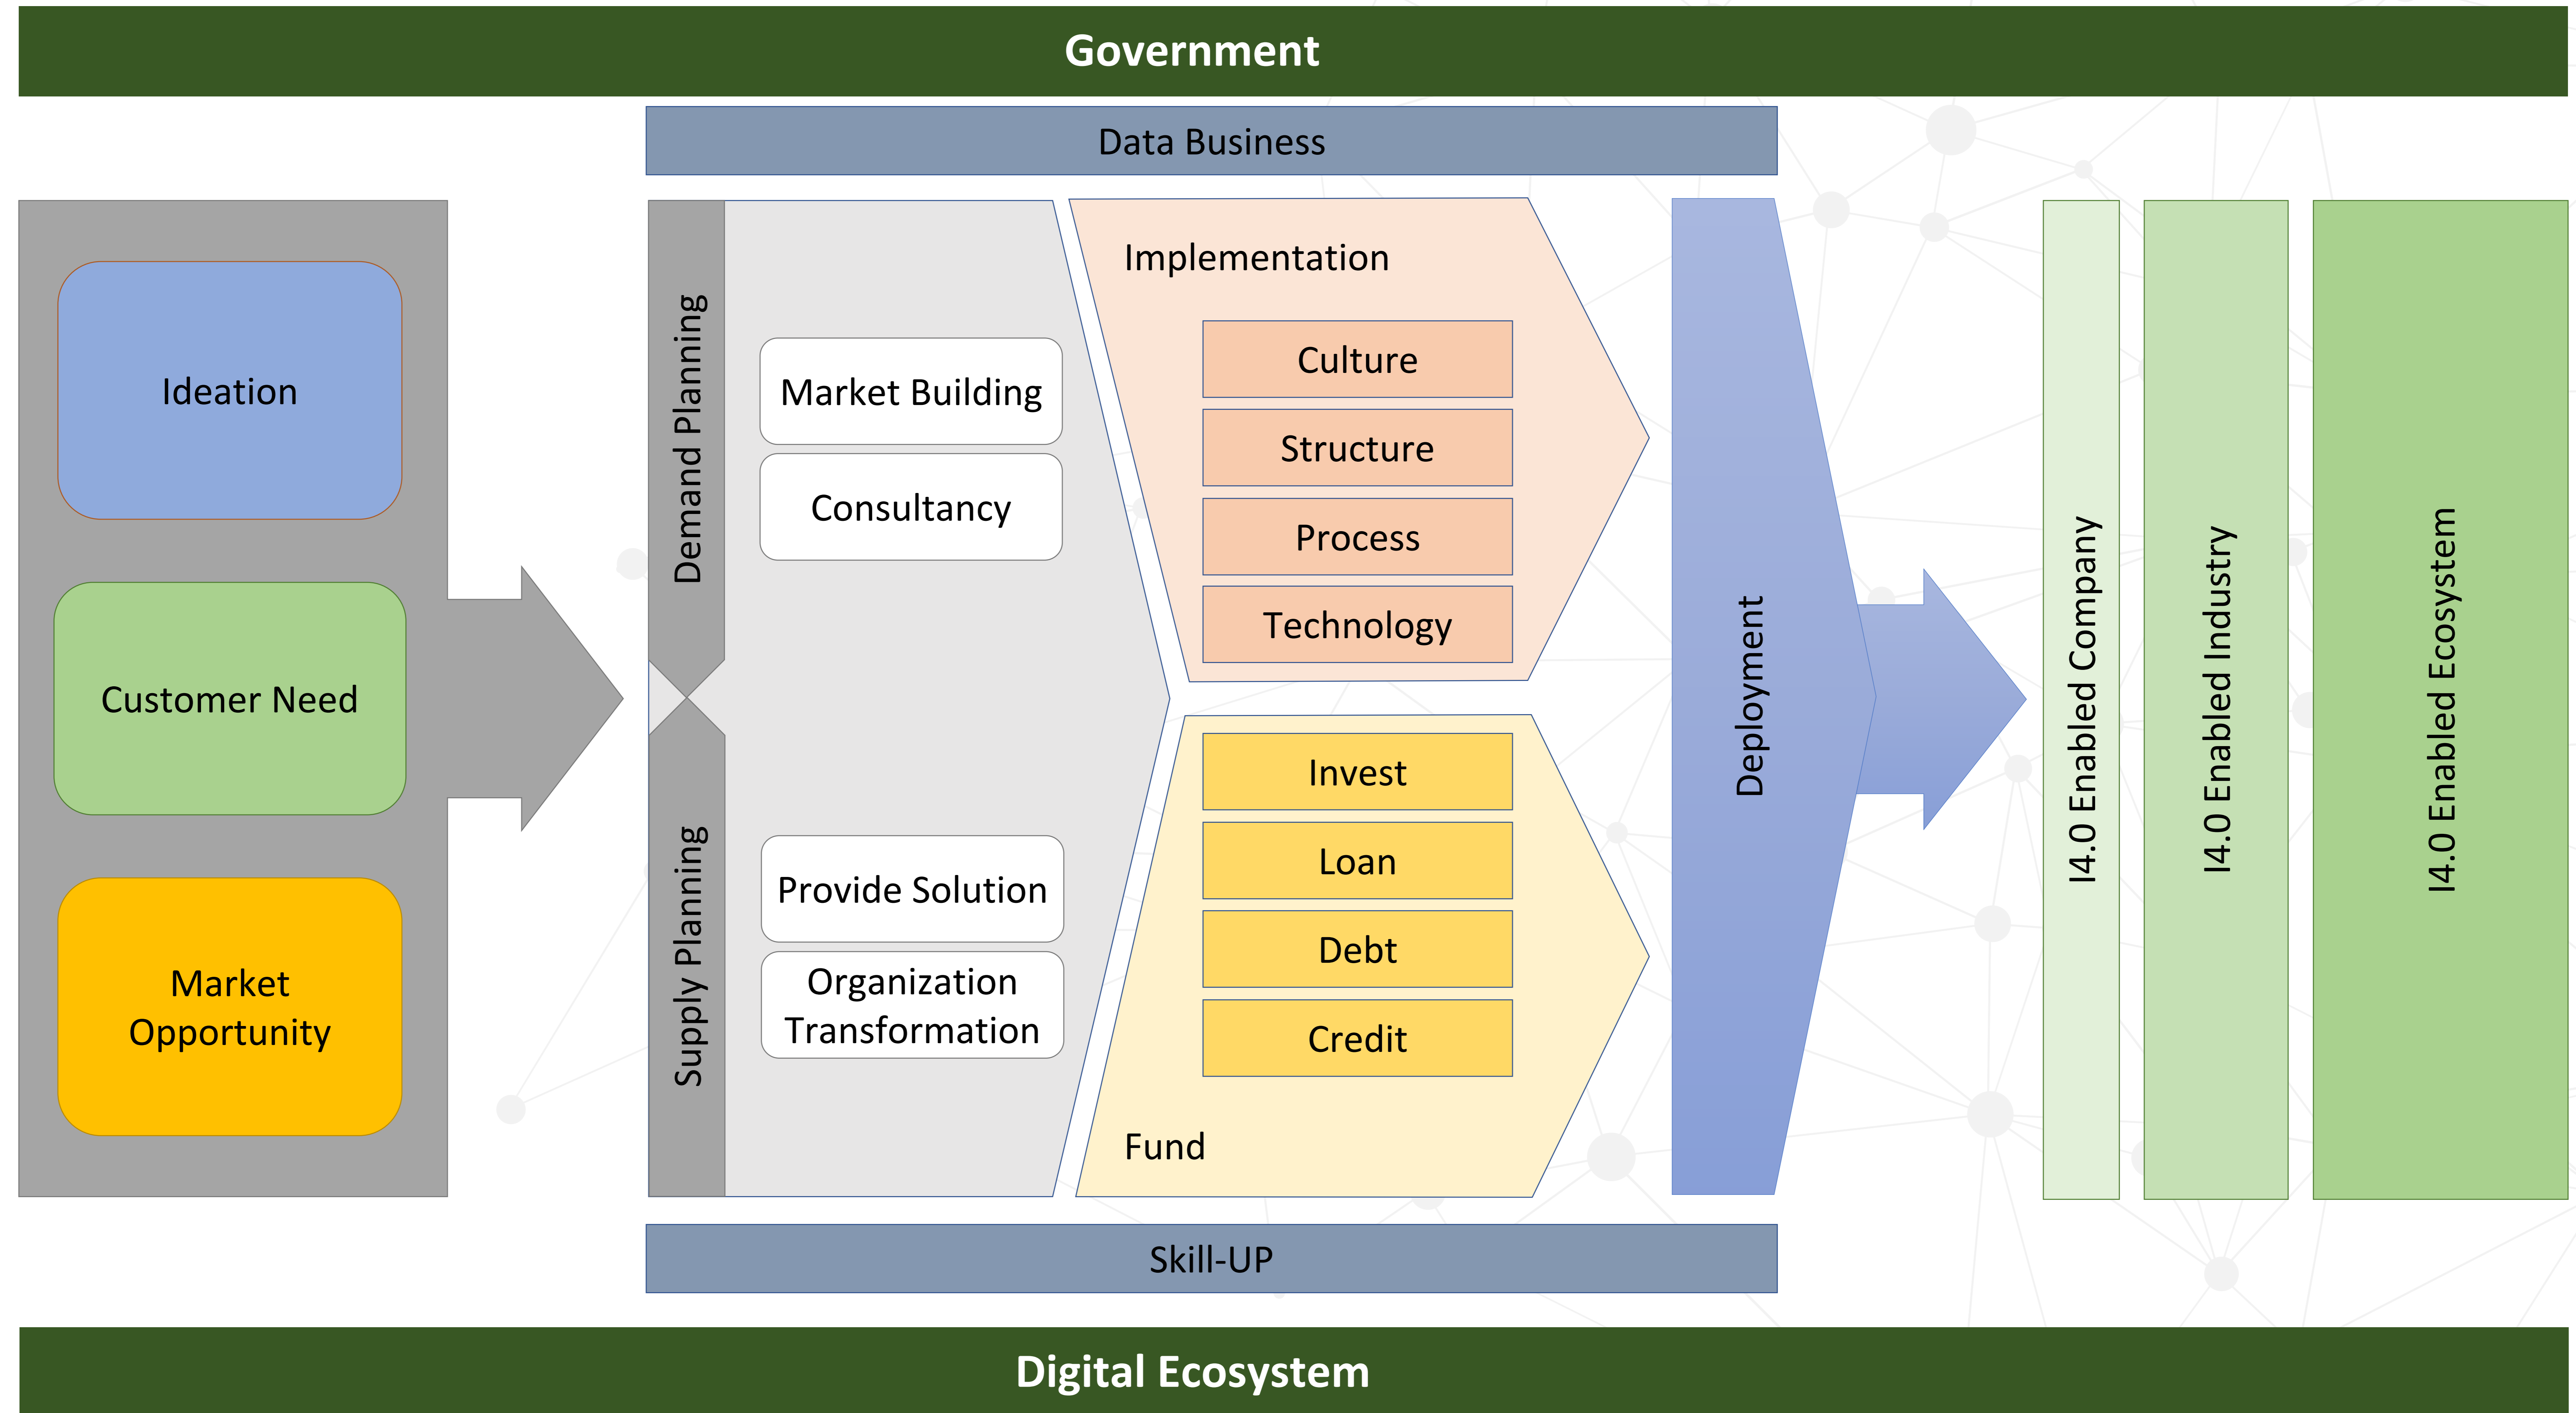 Government
Data Business
Ideation
Customer Need
Market
Opportunity
Demand Planning
Supply Planning
Market Building
Consultancy
Provide Solution
Organization
Transformation
Implementation
Culture
Structure
Process
Technology
Invest
Loan
Debt
Credit
Fund
Deployment
I4.0 Enabled Company
I4.0 Enabled Industry
I4.0 Enabled Ecosystem
Skill-UP
Digital Ecosystem